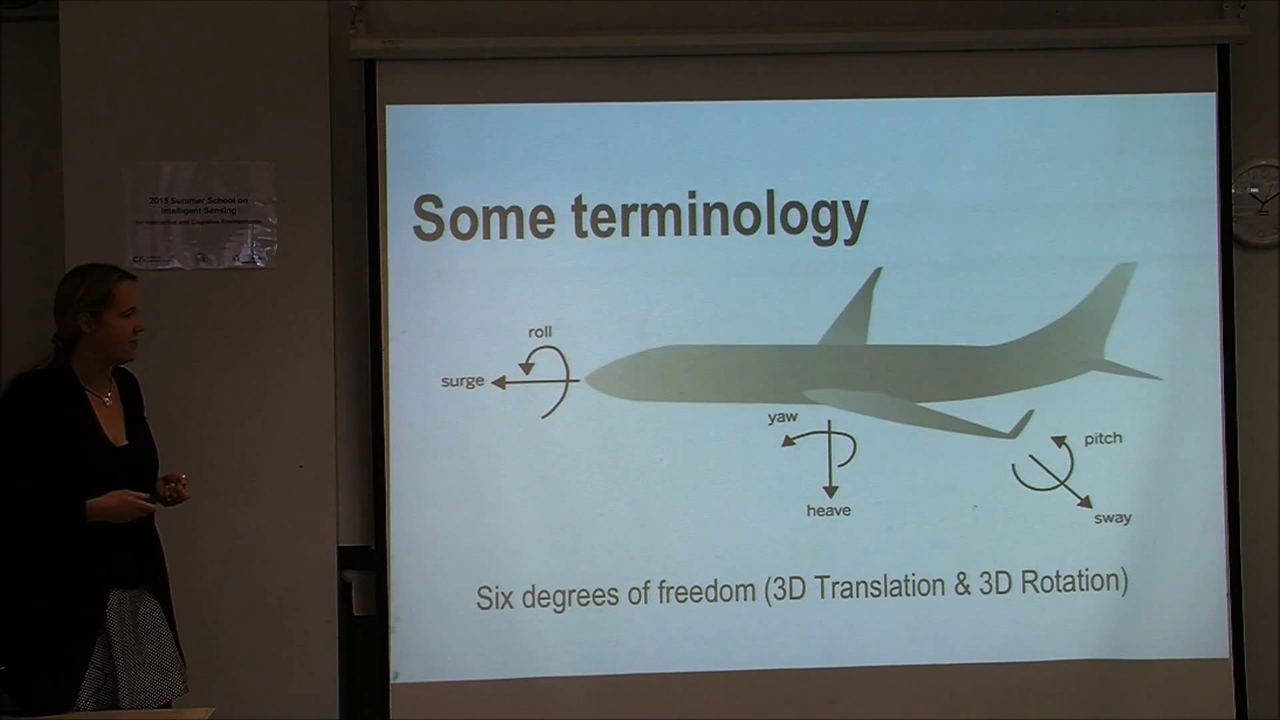 2015 Summer School on
Intelligent Sensing
Some terminology
roll
surge
yaw
heave
pitch
sway
Six degrees of freedom (3D Translation & 3D Rotation)